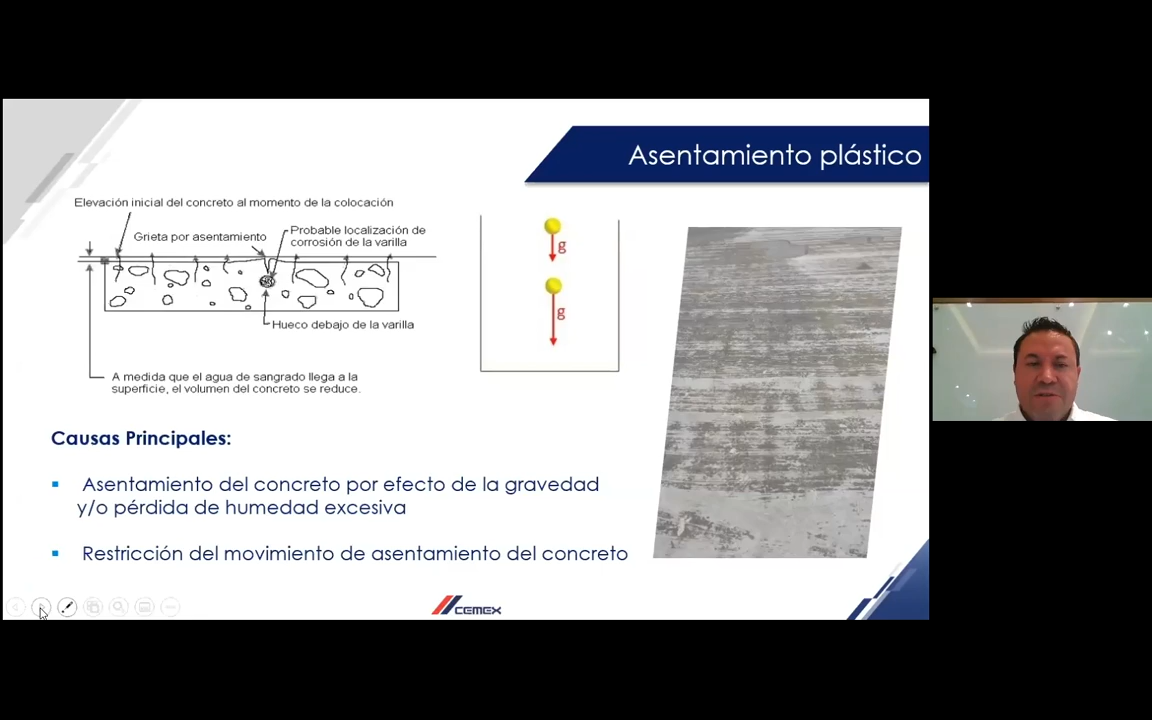 Asentamiento plástico
Elevación inicial del concreto al momento de la colocación
Grieta por asentamiento
Probable localización de
corrosión de la varilla
g
g
Hueco debajo de la varilla
A medida que el agua de sangrado llega a la
superficie, el volumen del concreto se reduce.
Causas Principales:
Asentamiento del concreto por efecto de la gravedad
y/o pérdida de humedad excesiva
Restricción del movimiento de asentamiento del concreto
CEMEX